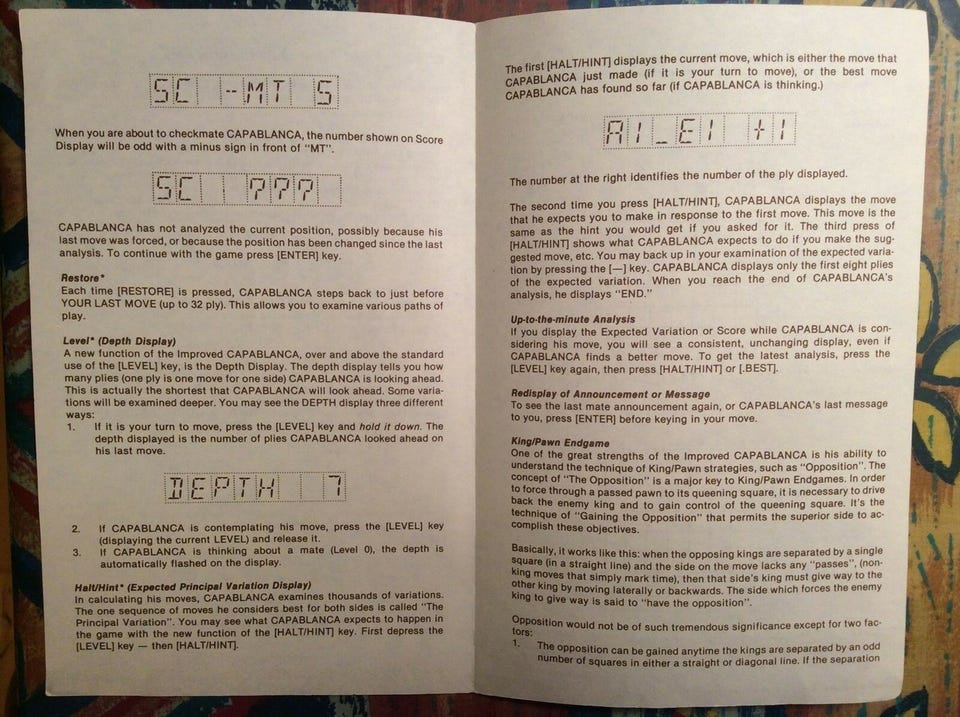 SC -MT 5
When you are about to checkmate CAPABLANCA, the number shown on Score
Display will be odd with a minus sign in front of "MT".
SC ???
CAPABLANCA has not analyzed the current position, possibly because his
last move was forced, or because the position has been changed since the last
analysis. To continue with the game press [ENTER] key.
Restore*
Each time [RESTORE] is pressed, CAPABLANCA steps back to just before
YOUR LAST MOVE (up to 32 ply). This allows you to examine various paths of
play.
Level* (Depth Display)
A new function of the Improved CAPABLANCA, over and above the standard
use of the [LEVEL] key, is the Depth Display. The depth display tells you how
many plies (one ply is one move for one side) CAPABLANCA is looking ahead.
This is actually the shortest that CAPABLANCA will look ahead. Some varia-
tions will be examined deeper. You may see the DEPTH display three different
ways:
1. If it is your turn to move, press the [LEVEL] key and hold it down. The
depth displayed is the number of plies CAPABLANCA looked ahead on
his last move.
DEPTH 7
2. If CAPABLANCA is contemplating his move, press the [LEVEL] key
(displaying the current LEVEL) and release it.
3. If CAPABLANCA is thinking about a mate (Level 0), the depth is
automatically flashed on the display.
Halt/Hint* (Expected Principal Variation Display)
In calculating his moves, CAPABLANCA examines thousands of variations.
The one sequence of moves he considers best for both sides is called "The
Principal Variation". You may see what CAPABLANCA expects to happen in
the game with the new function of the [HALT/HINT] key. First depress the
[LEVEL] key — then [HALT/HINT].
The first [HALT/HINT] displays the current move, which is either the move that
CAPABLANCA just made (if it is your turn to move), or the best move
CAPABLANCA has found so far (if CAPABLANCA is thinking.)
A1_E1 +1
The number at the right identifies the number of the ply displayed.
The second time you press [HALT/HINT], CAPABLANCA displays the move
that he expects you to make in response to the first move. This move is the
same as the hint you would get if you asked for it. The third press of
[HALT/HINT] shows what CAPABLANCA expects to do if you make the sug-
gested move, etc. You may back up in your examination of the expected varia-
tion by pressing the [—] key. CAPABLANCA displays only the first eight plies
of the expected variation. When you reach the end of CAPABLANCA's
analysis, he displays "END."
Up-to-the-minute Analysis
If you display the Expected Variation or Score while CAPABLANCA is con-
sidering his move, you will see a consistent, unchanging display, even if
CAPABLANCA finds a better move. To get the latest analysis, press the
[LEVEL] key again, then press [HALT/HINT] or [.BEST].
Redisplay of Announcement or Message
To see the last mate announcement again, or CAPABLANCA's last message
to you, press [ENTER] before keying in your move.
King/Pawn Endgame
One of the great strengths of the Improved CAPABLANCA is his ability to
understand the technique of King/Pawn strategies, such as "Opposition". The
concept of "The Opposition" is a major key to King/Pawn Endgames. In order
to force through a passed pawn to its queening square, it is necessary to drive
back the enemy king and to gain control of the queening square. It's the
technique of "Gaining the Opposition" that permits the superior side to ac-
complish these objectives.
Basically, it works like this: when the opposing kings are separated by a single
square (in a straight line) and the side on the move lacks any "passes", (non-
king moves that simply mark time), then that side's king must give way to the
other king by moving laterally or backwards. The side which forces the enemy
king to give way is said to "have the opposition".
Opposition would not be of such tremendous significance except for two fac-
tors:
1. The opposition can be gained anytime the kings are separated by an odd
number of squares in either a straight or diagonal line. If the separation